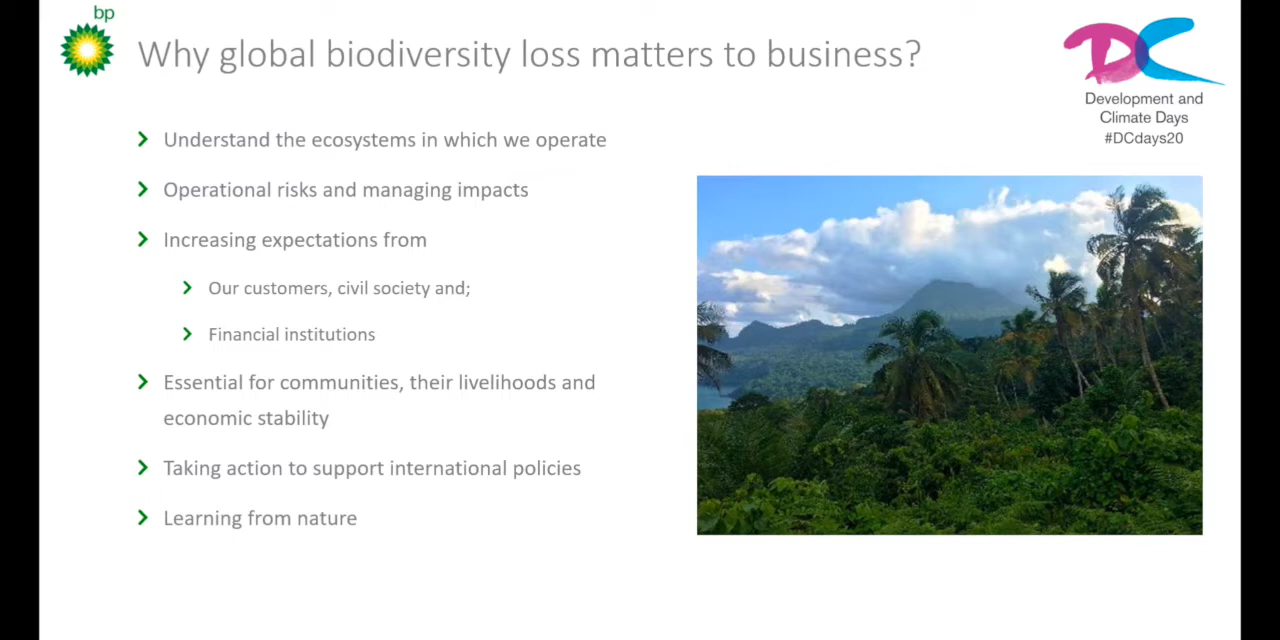 bp
Why global biodiversity loss matters to business?
Development and
Climate Days
#DCdays20
Understand the ecosystems in which we operate
Operational risks and managing impacts
Increasing expectations from
Our customers, civil society and;
Financial institutions
Essential for communities, their livelihoods and
economic stability
Taking action to support international policies
Learning from nature